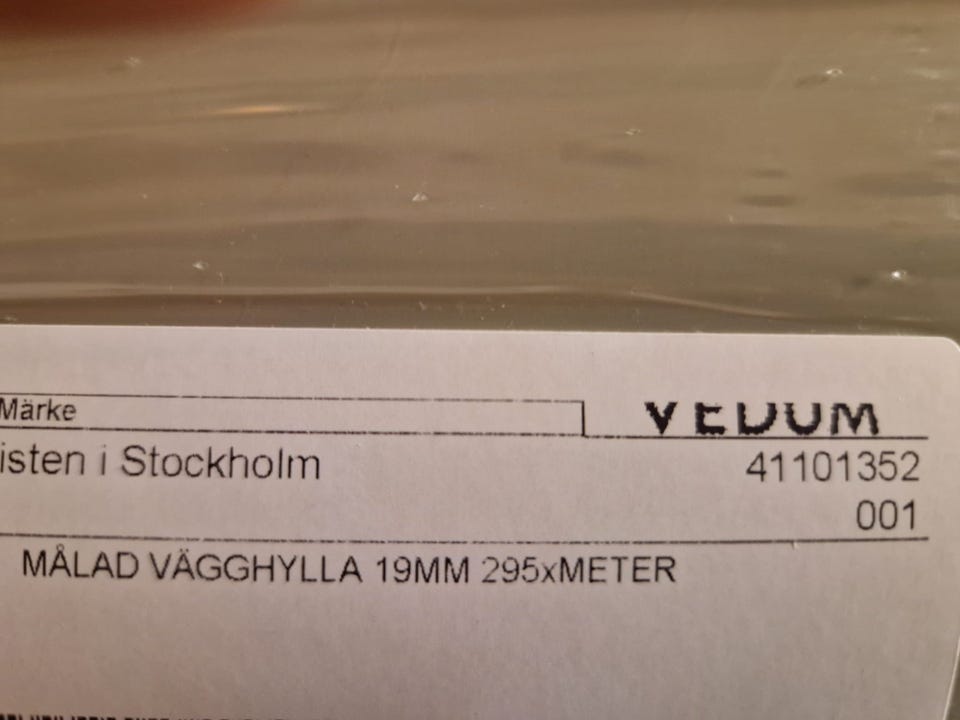 Märke
VEDUM
isten i Stockholm
41101352
001
MÅLAD VÄGGHYLLA 19MM 295xMETER